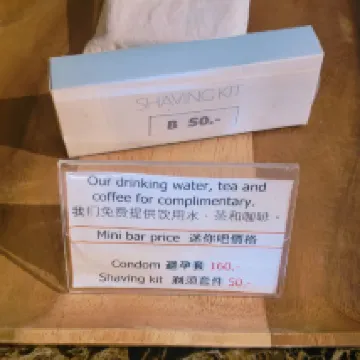 SHAVING KIT
B 50.-
Our drinking water, tea and
coffee for complimentary.
我们免费提供饮用水、茶和咖啡。
Mini bar price 迷你吧價格
Condom 避孕套 160.-
Shaving kit 剃須套件 50.-